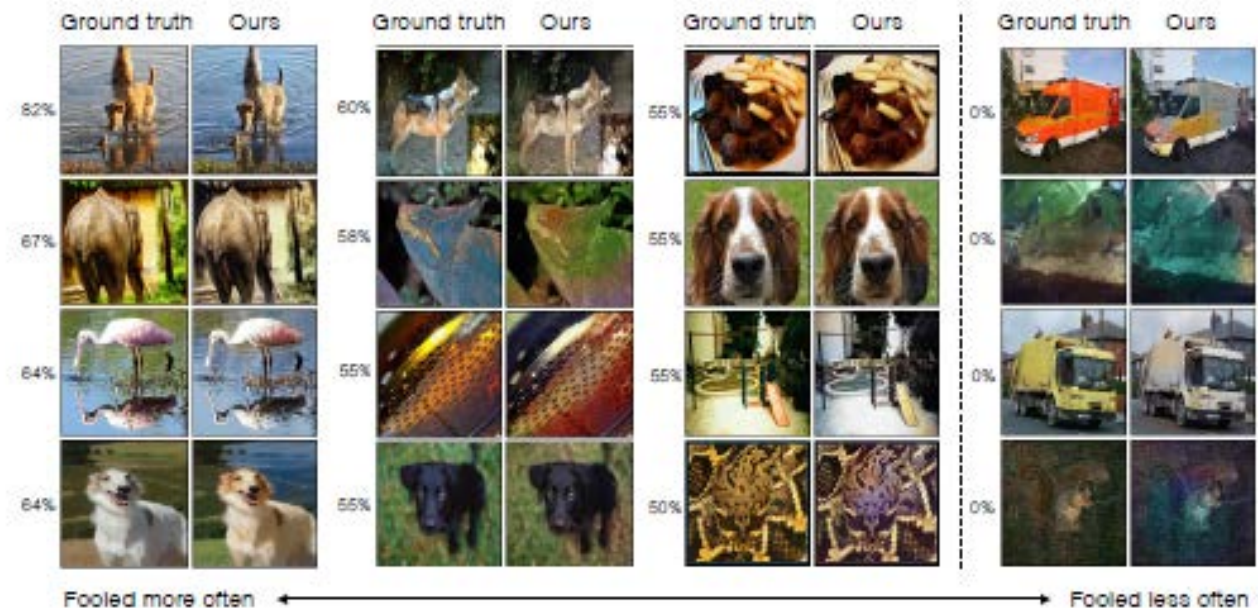 Ground truth Ours Ground truth Ours Ground truth Ours Ground truth Ours
82% 60% 55% 0%
67% 58% 55% 0%
64% 55% 55% 0%
64% 55% 50% 0%
Fooled more often Fooled less often